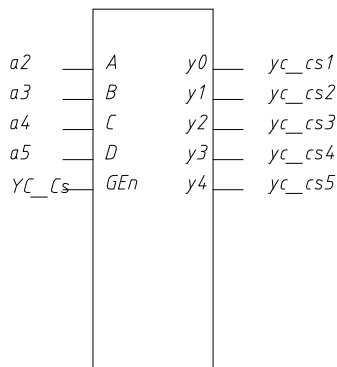 a2 A y0 yc_cs1
a3 B y1 yc_cs2
a4 C y2 yc_cs3
a5 D y3 yc_cs4
YC_Cs GEn y4 yc_cs5